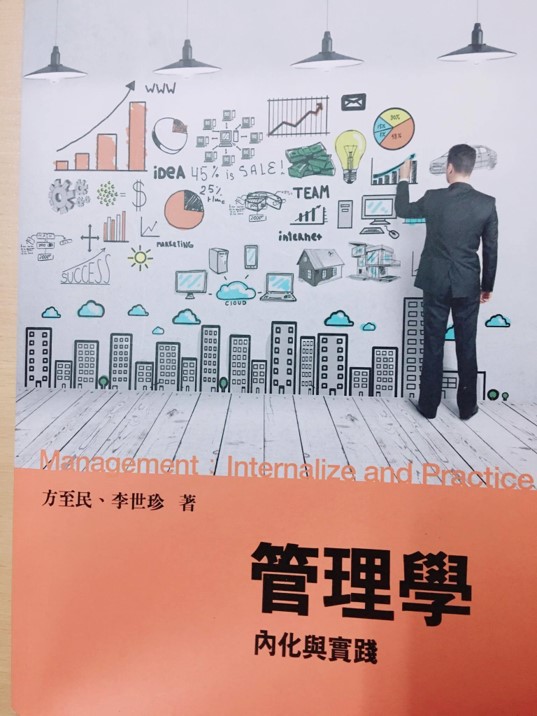 www
IDEA
45% is SALE!
25%
TEAM
internet
MARKETING
SUCCESS
CLOUD
Management Internalize and Practice
方至民、李世珍 著
管理學
內化與實踐